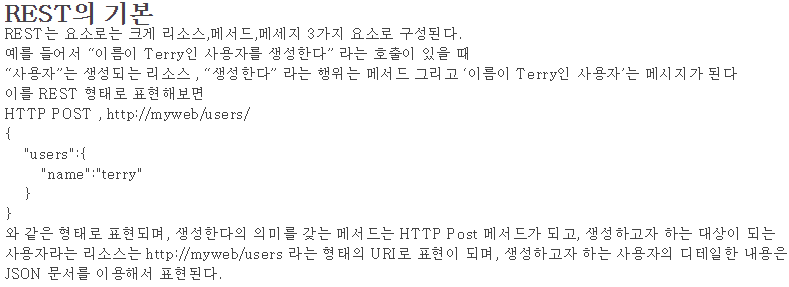 REST의 기본
REST는 요소로는 크게 리소스,메서드,메세지 3가지 요소로 구성된다.
예를 들어서 “이름이 Terry인 사용자를 생성한다” 라는 호출이 있을 때
“사용자”는 생성되는 리소스 , “생성한다” 라는 행위는 메서드 그리고 ‘이름이 Terry인 사용자’는 메시지가 된다
이를 REST 형태로 표현해보면
HTTP POST , http://myweb/users/
{
"users":{
"name":"terry"
}
}
와 같은 형태로 표현되며, 생성한다의 의미를 갖는 메서드는 HTTP Post 메서드가 되고, 생성하고자 하는 대상이 되는
사용자라는 리소스는 http://myweb/users 라는 형태의 URI로 표현이 되며, 생성하고자 하는 사용자의 디테일한 내용은
JSON 문서를 이용해서 표현된다.